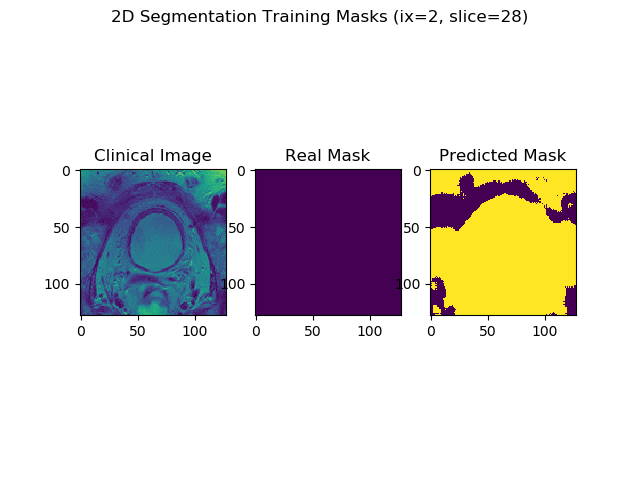 2D Segmentation Training Masks (ix=2, slice=28)
Clinical Image Real Mask Predicted Mask
0 0 0
50 50 50
100 100 100
0 50 100 0 50 100 0 50 100